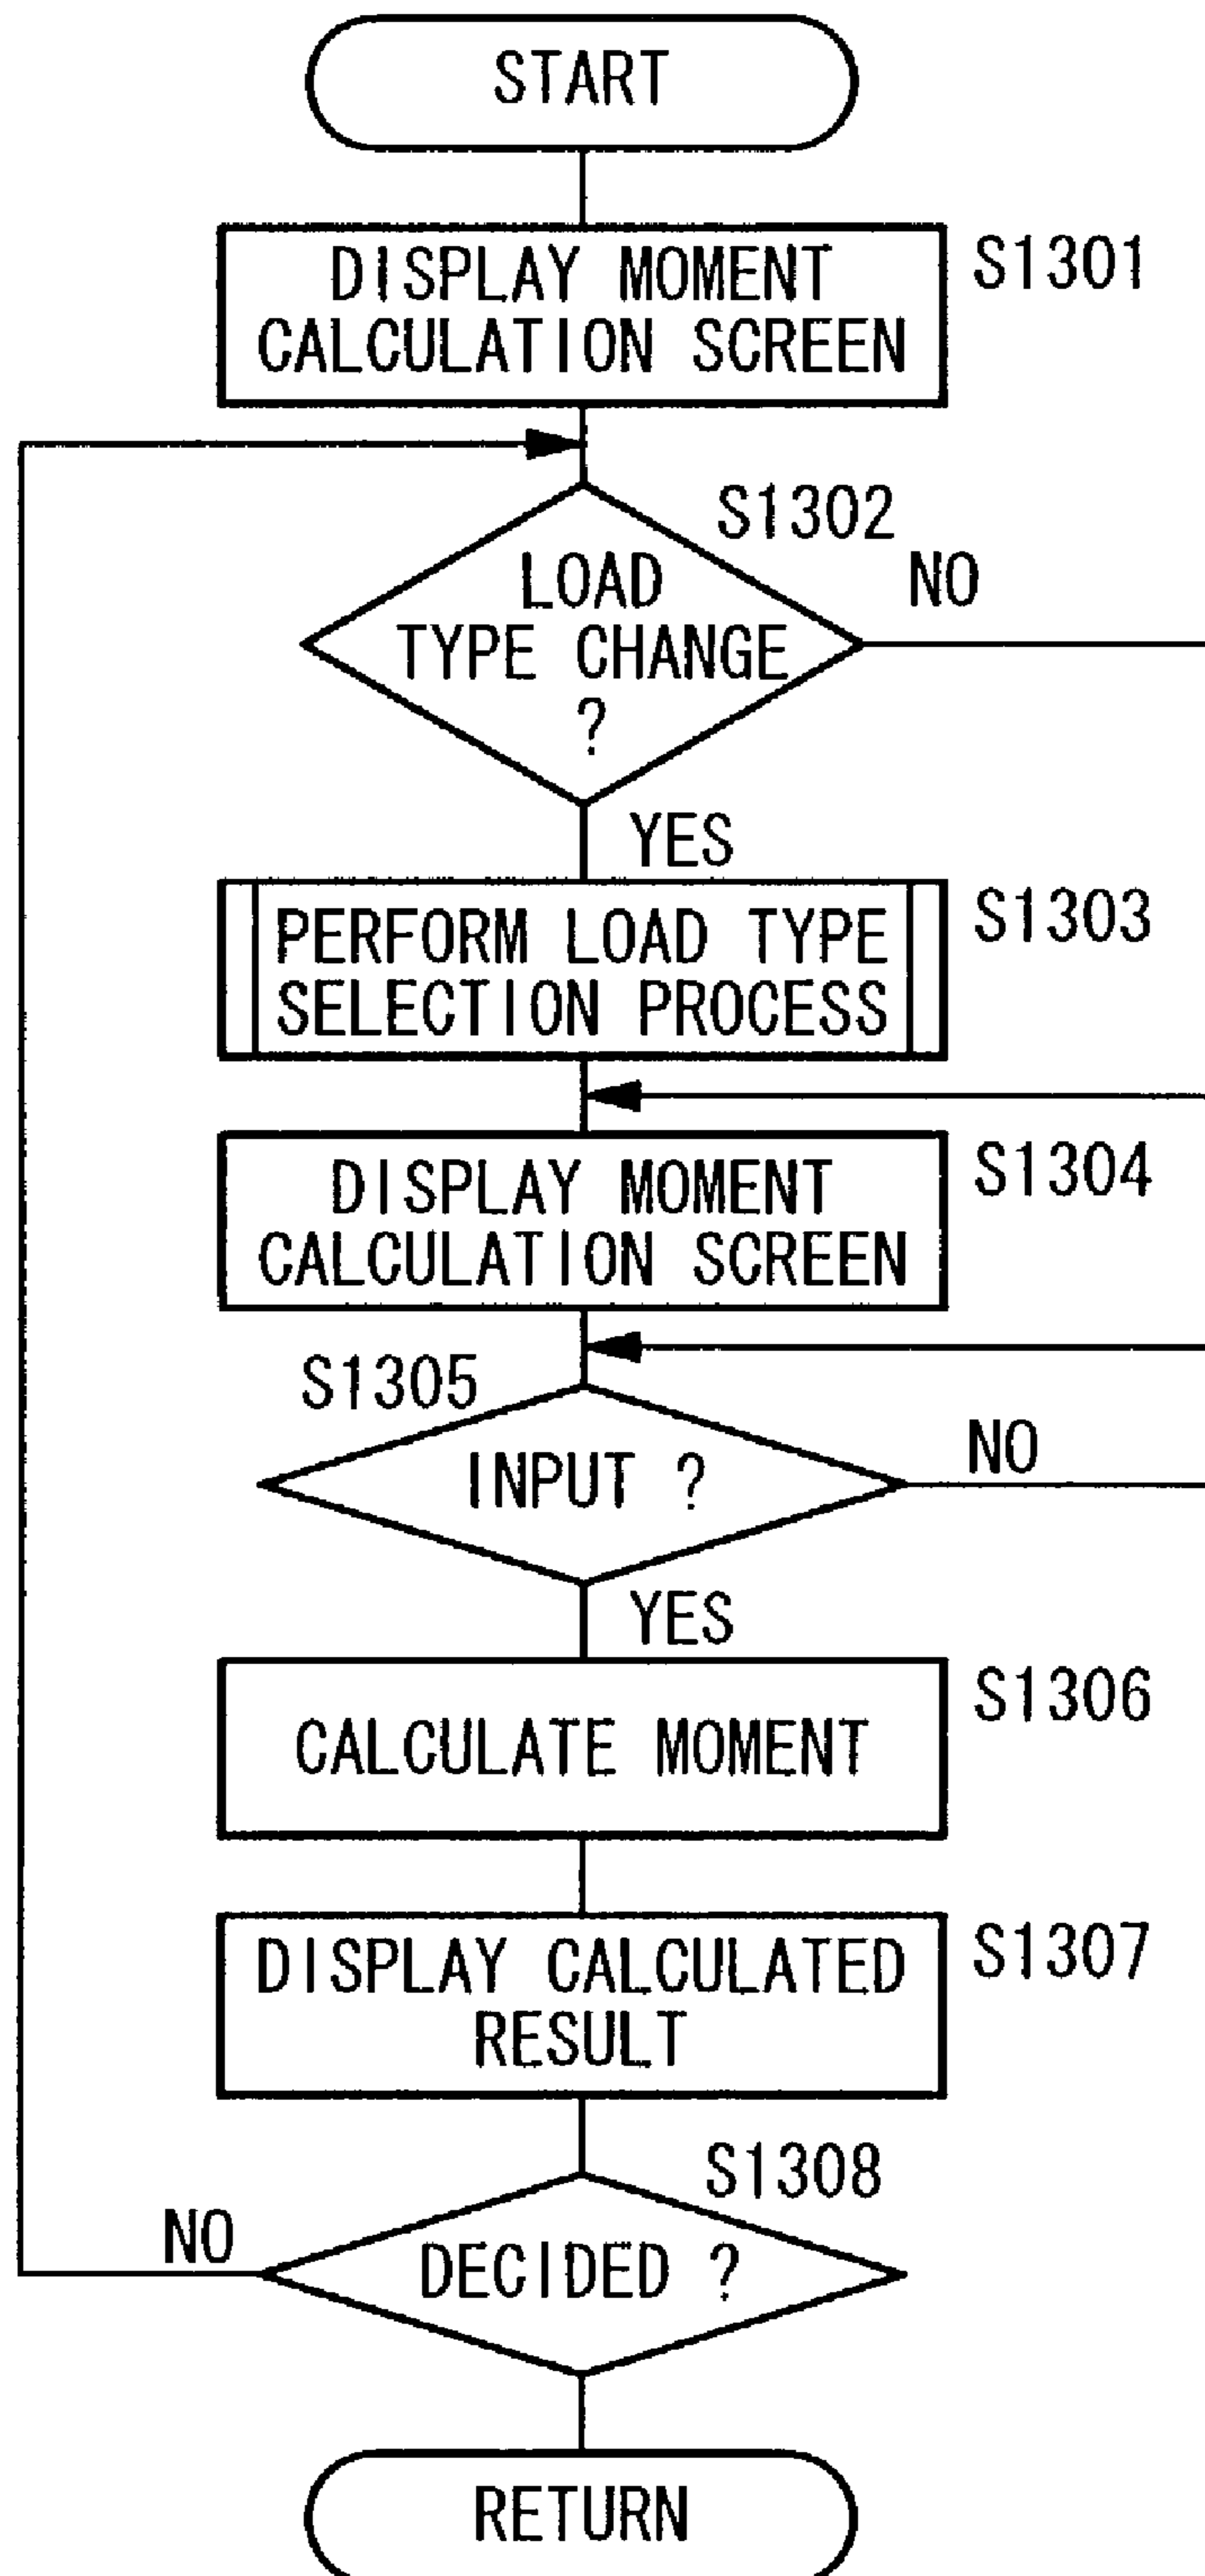 START
DISPLAY MOMENT
CALCULATION SCREEN
S1301
S1302
LOAD
TYPE CHANGE
?
NO
YES
PERFORM LOAD TYPE
SELECTION PROCESS
S1303
DISPLAY MOMENT
CALCULATION SCREEN
S1304
S1305
INPUT ?
NO
YES
CALCULATE MOMENT
S1306
DISPLAY CALCULATED
RESULT
S1307
S1308
NO
DECIDED ?
RETURN